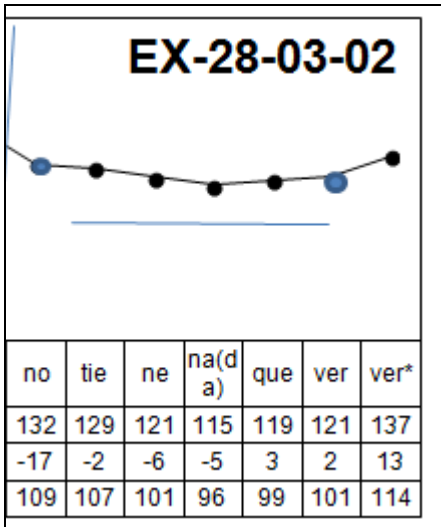 EX-28-03-02
no tie ne na(d a) que ver ver*
132 129 121 115 119 121 137
-17 -2 -6 -5 3 2 13
109 107 101 96 99 101 114